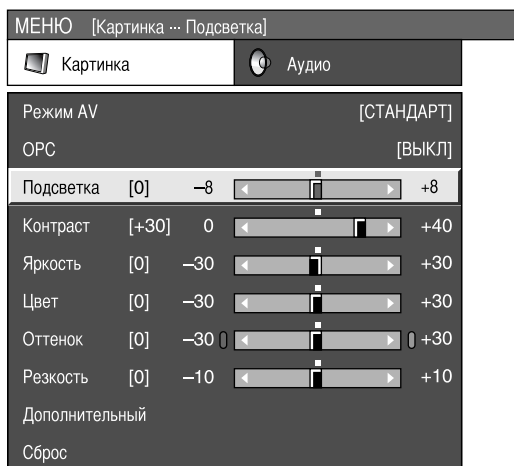 МЕНЮ [Картинка ... Подсветка]
Картинка Аудио
Режим AV [СТАНДАРТ]
OPC [ВЫКЛ]
Подсветка [0] –8 +8
Контраст [+30] 0 +40
Яркость [0] –30 +30
Цвет [0] –30 +30
Оттенок [0] –30 +30
Резкость [0] –10 +10
Дополнительный
Сброс